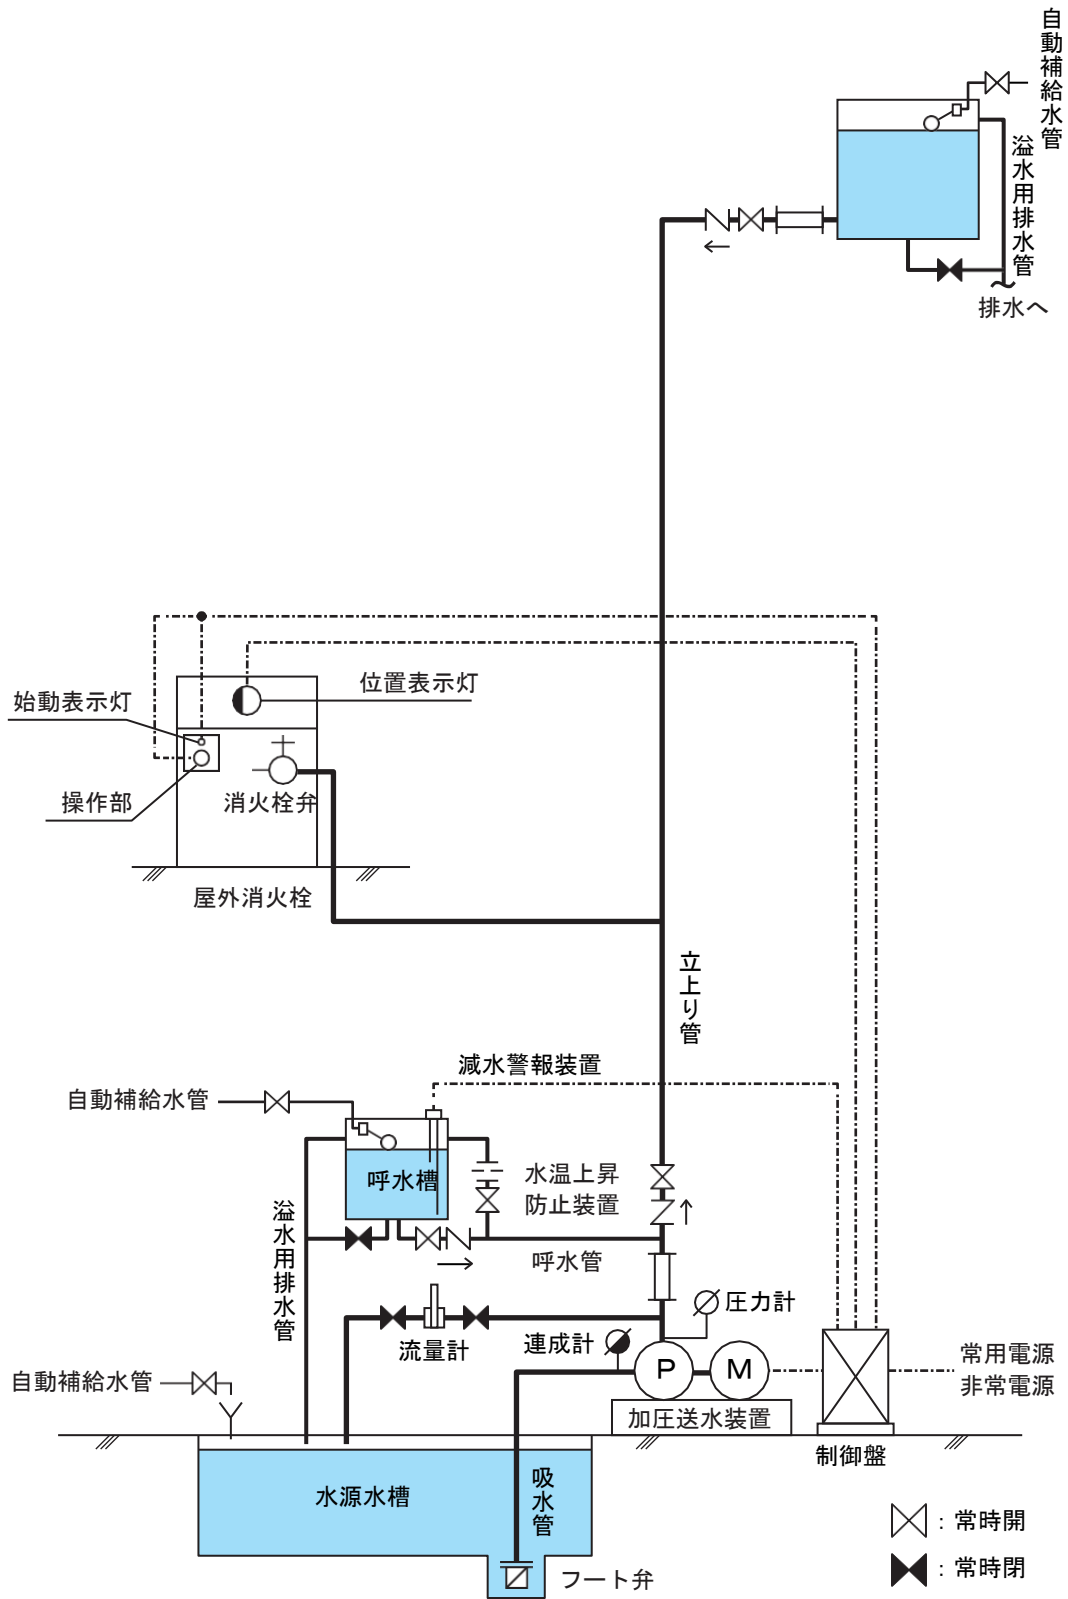 自動補給水管
溢水用排水管
排水へ
位置表示灯
始動表示灯
操作部
消火栓弁
屋外消火栓
立上り管
減水警報装置
自動補給水管
呼水槽
水温上昇
防止装置
溢水用排水管
呼水管
圧力計
連成計
流量計
P
M
自動補給水管
常用電源
非常電源
加圧送水装置
制御盤
水源水槽
吸水管
フート弁
：常時開
：常時閉